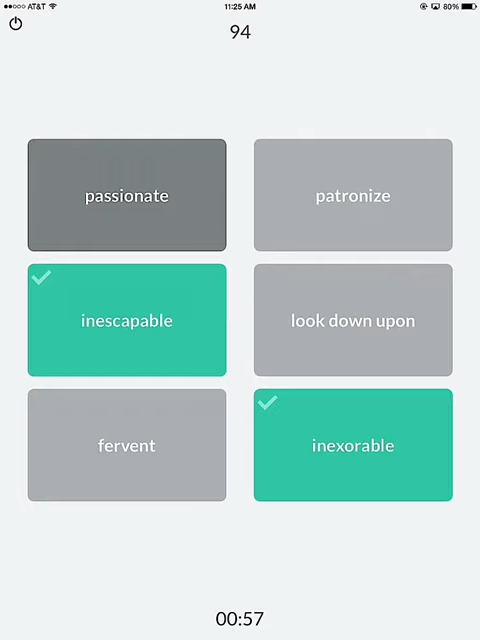 AT&T 11:25 AM 80%
94
passionate patronize
inescapable look down upon
fervent inexorable
00:57